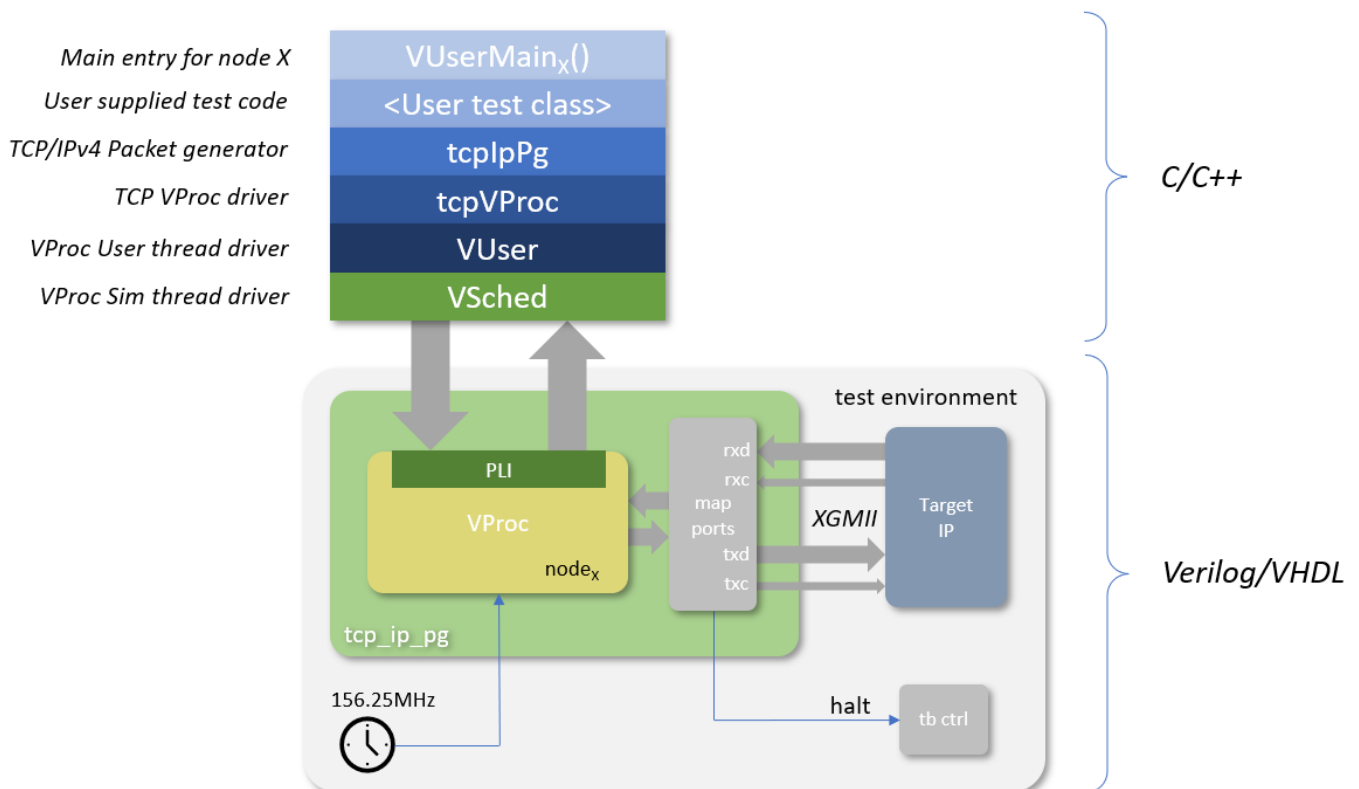 Main entry for node X
VUserMainX()
User supplied test code
<User test class>
TCP/IPv4 Packet generator
tcpIpPg
TCP VProc driver
tcpVProc
VProc User thread driver
VUser
VProc Sim thread driver
VSched
C/C++
test environment
PLI
VProc
nodeX
rxd
rxc
map
ports
txd
txc
XGMII
Target
IP
Verilog/VHDL
tcp_ip_pg
156.25MHz
halt
tb ctrl